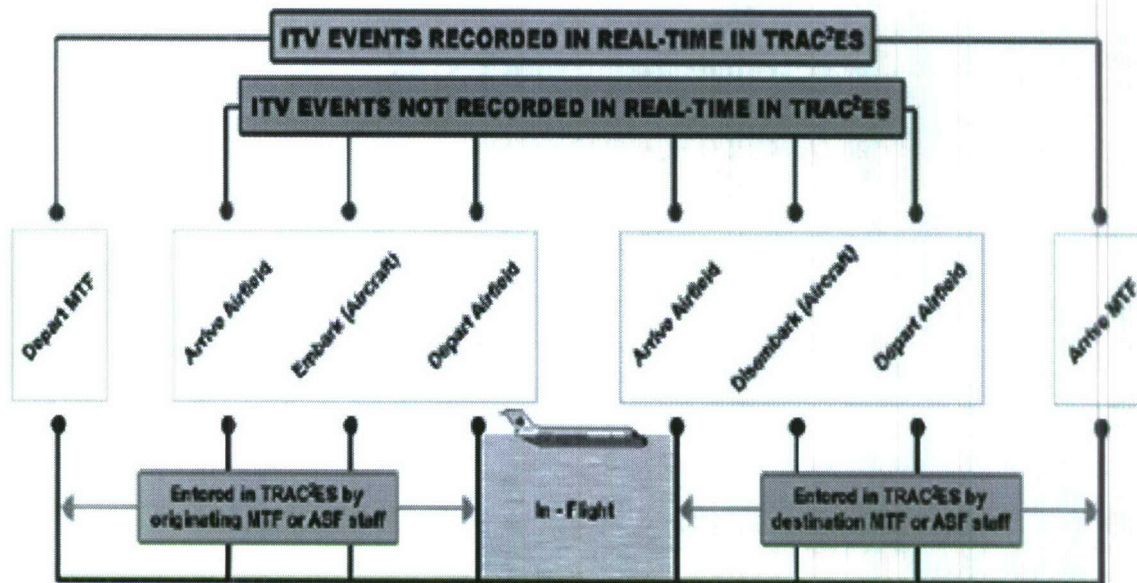 ITV EVENTS RECORDED IN REAL-TIME IN TRAC²ES
ITV EVENTS NOT RECORDED IN REAL-TIME IN TRAC²ES
Depart MTF
Arrive Airfield
Embark (Aircraft)
Depart Airfield
Arrive Airfield
Disembark (Aircraft)
Depart Airfield
Arrive MTF
Entered in TRAC²ES by
originating MTF or ASF staff
In - Flight
Entered in TRAC²ES by
destination MTF or ASF staff